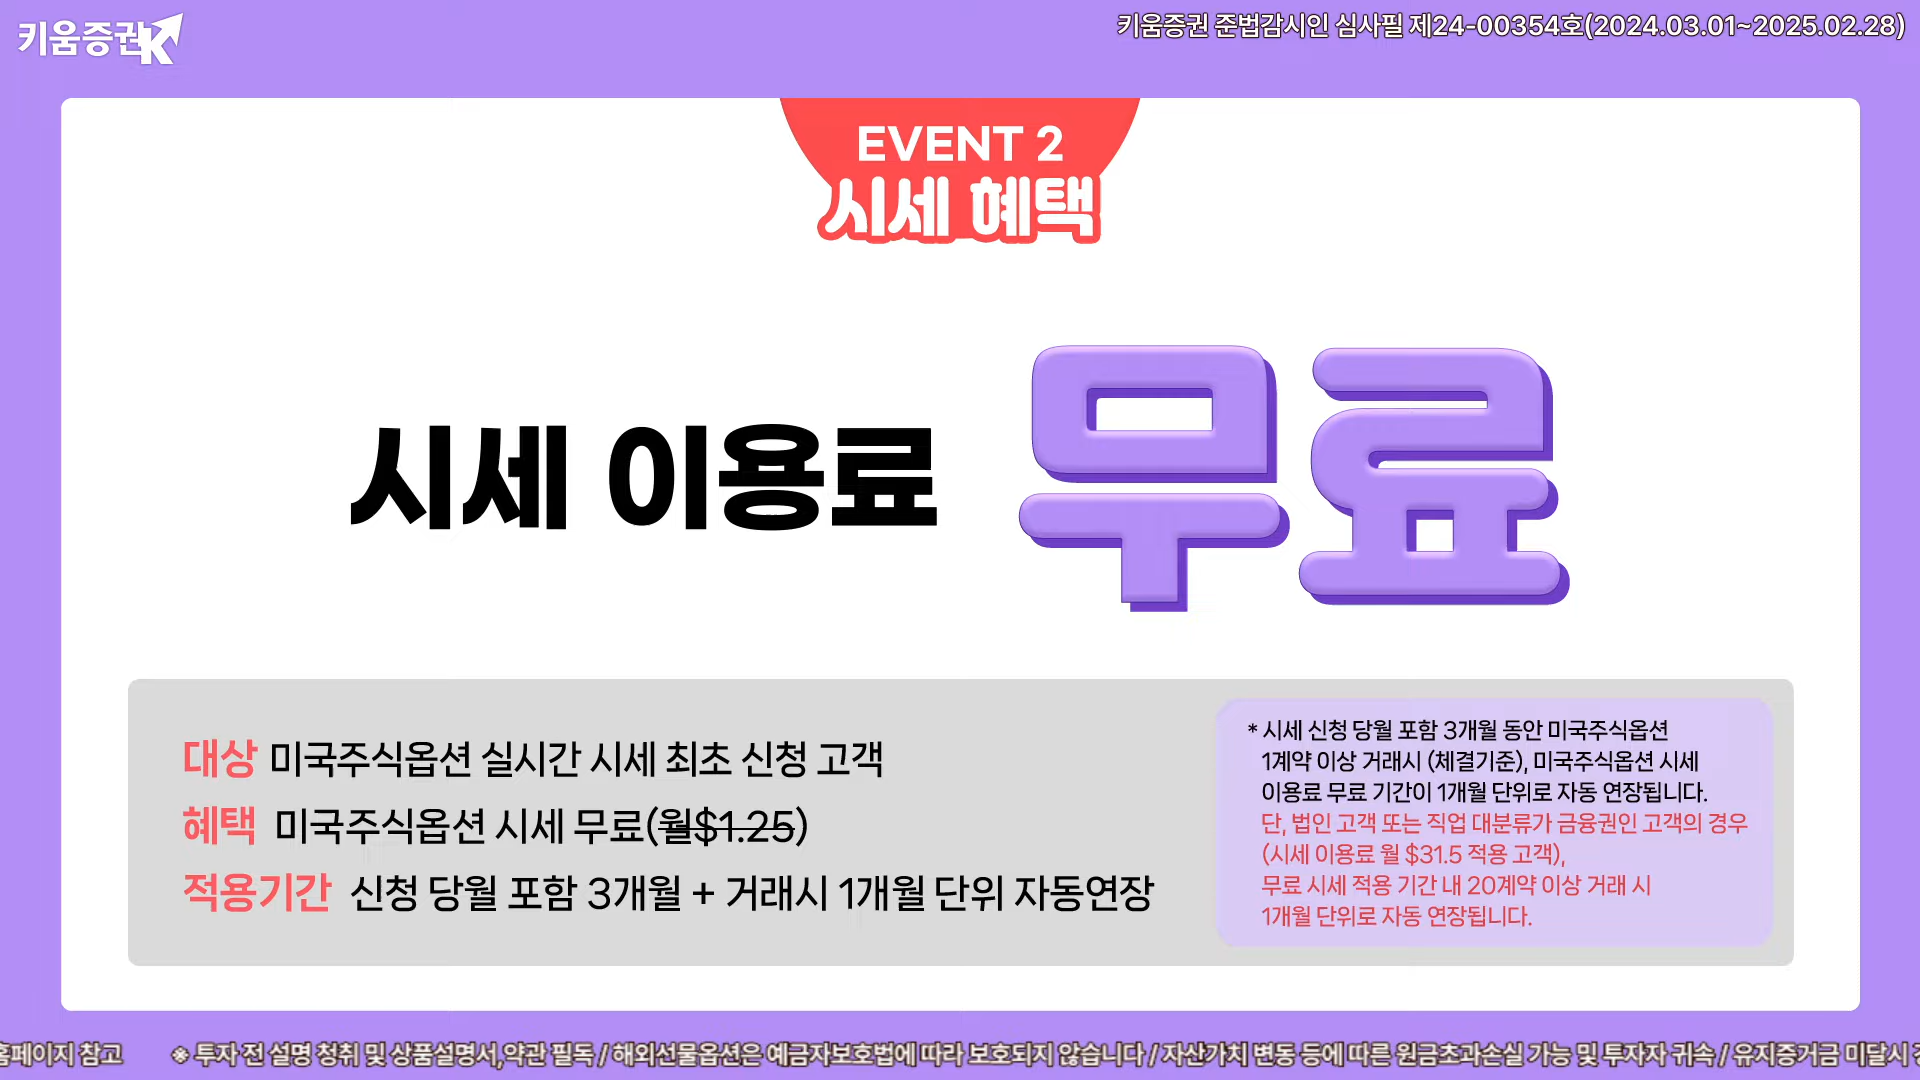 키움증권
키움증권 준법감시인 심사필 제24-00354호(2024.03.01~2025.02.28)
EVENT 2
시세 혜택
시세 이용료 무료
대상 미국주식옵션 실시간 시세 최초 신청 고객
혜택 미국주식옵션 시세 무료(월$1.25)
적용기간 신청 당월 포함 3개월 + 거래시 1개월 단위 자동연장
* 시세 신청 당월 포함 3개월 동안 미국주식옵션
1계약 이상 거래시 (체결기준), 미국주식옵션 시세
이용료 무료 기간이 1개월 단위로 자동 연장됩니다.
단, 법인 고객 또는 직업 대분류가 금융권인 고객의 경우
(시세 이용료 월 $31.5 적용 고객),
무료 시세 적용 기간 내 20계약 이상 거래 시
1개월 단위로 자동 연장됩니다.
홈페이지 참고 ※ 투자 전 설명 청취 및 상품설명서,약관 필독 / 해외선물옵션은 예금자보호법에 따라 보호되지 않습니다 / 자산가치 변동 등에 따른 원금초과손실 가능 및 투자자 귀속 / 유지증거금 미달시